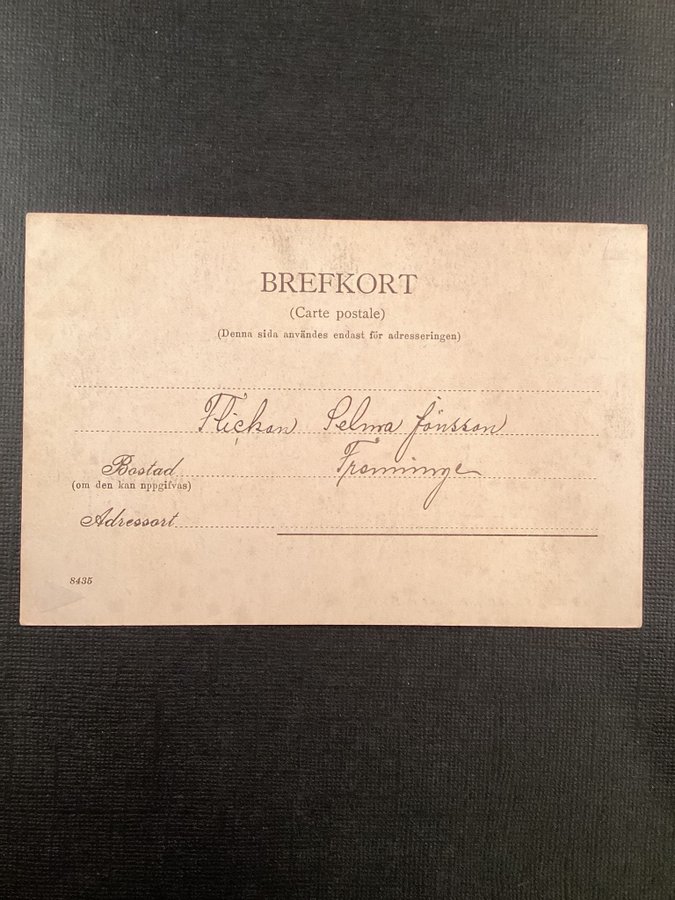 BREFKORT
(Carte postale)
(Denna sida användes endast för adresseringen)
Flickan Selma Jönsson
Bostad Fremminge
(om den kan uppgifvas)
Adressort
8435